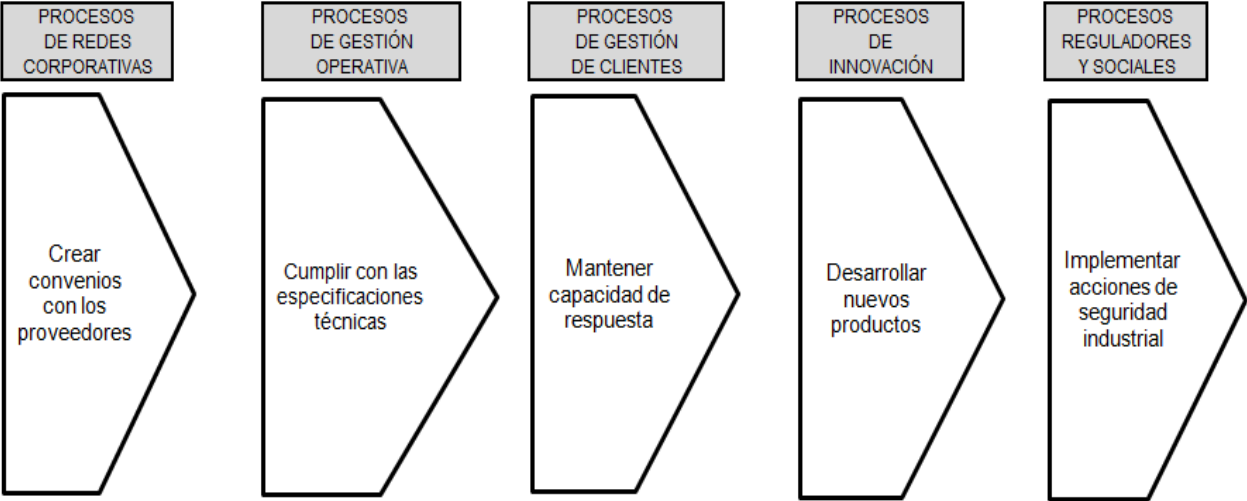 PROCESOS
DE REDES
CORPORATIVAS
PROCESOS
DE GESTIÓN
OPERATIVA
PROCESOS
DE GESTIÓN
DE CLIENTES
PROCESOS
DE
INNOVACIÓN
PROCESOS
REGULADORES
Y SOCIALES
Crear
convenios
con los
proveedores
Cumplir con las
especificaciones
técnicas
Mantener
capacidad de
respuesta
Desarrollar
nuevos
productos
Implementar
acciones de
seguridad
industrial